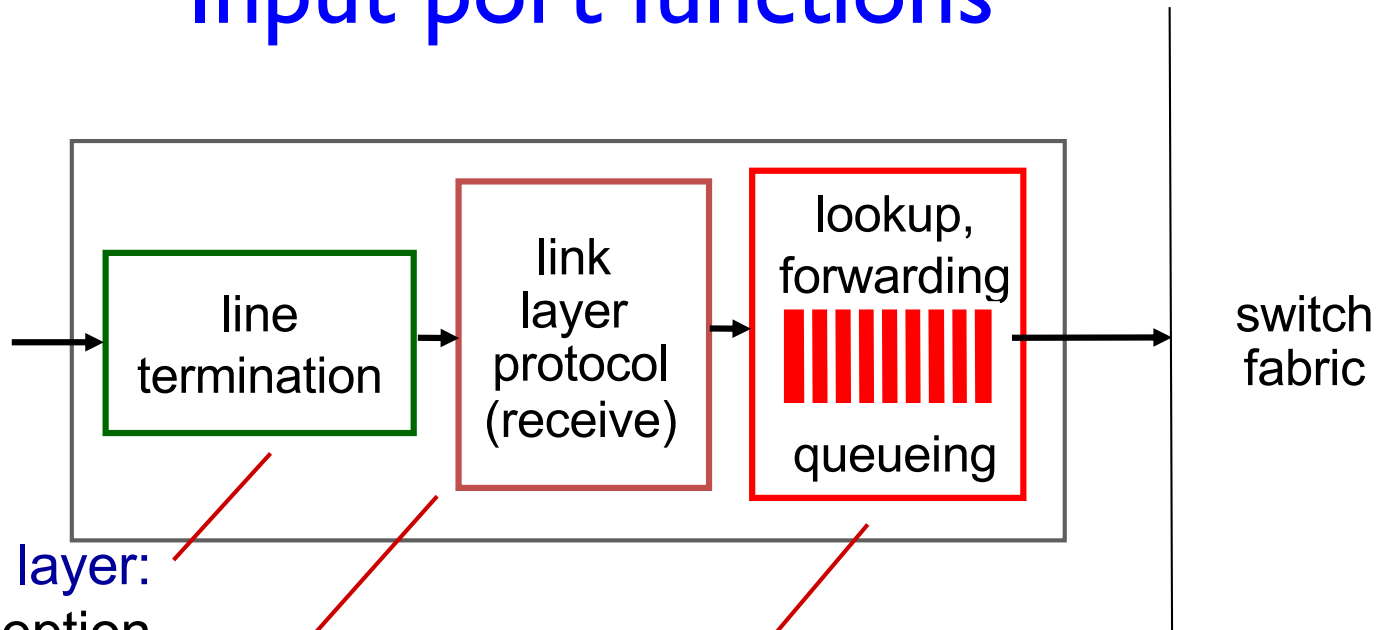 input port functions
line
termination
link
layer
protocol
(receive)
lookup,
forwarding
queueing
switch
fabric
layer: